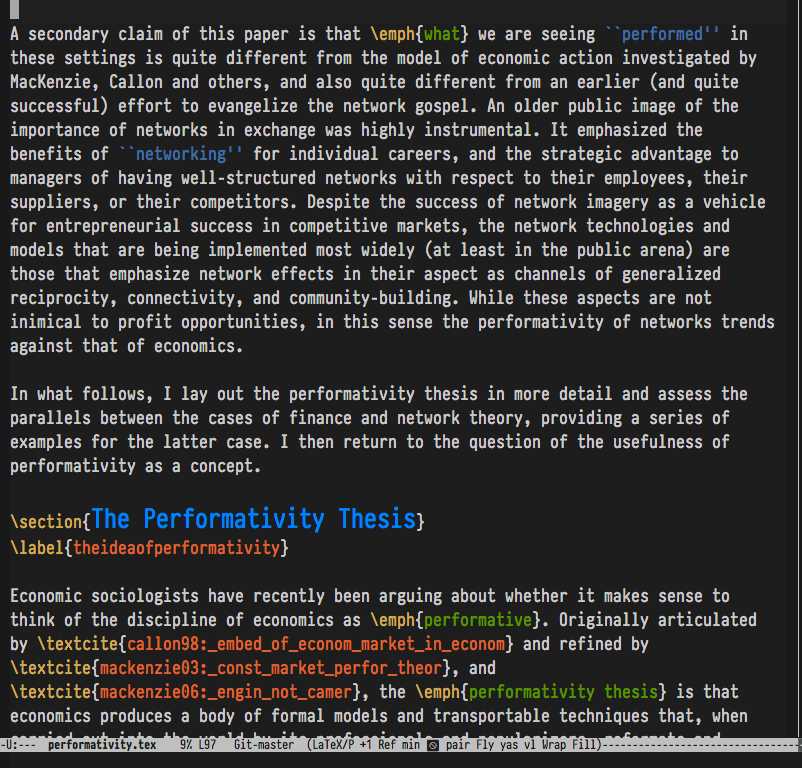 A secondary claim of this paper is that \emph{what} we are seeing ``performed'' in
these settings is quite different from the model of economic action investigated by
MacKenzie, Callon and others, and also quite different from an earlier (and quite
successful) effort to evangelize the network gospel. An older public image of the
importance of networks in exchange was highly instrumental. It emphasized the
benefits of ``networking'' for individual careers, and the strategic advantage to
managers of having well-structured networks with respect to their employees, their
suppliers, or their competitors. Despite the success of network imagery as a vehicle
for entrepreneurial success in competitive markets, the network technologies and
models that are being implemented most widely (at least in the public arena) are
those that emphasize network effects in their aspect as channels of generalized
reciprocity, connectivity, and community-building. While these aspects are not
inimical to profit opportunities, in this sense the performativity of networks trends
against that of economics.
In what follows, I lay out the performativity thesis in more detail and assess the
parallels between the cases of finance and network theory, providing a series of
examples for the latter case. I then return to the question of the usefulness of
performativity as a concept.
\section{The Performativity Thesis}
\label{theideaofperformativity}
Economic sociologists have recently been arguing about whether it makes sense to
think of the discipline of economics as \emph{performative}. Originally articulated
by \textcite{callon98:_embed_of_econom_market_in_econom} and refined by
\textcite{mackenzie03:_const_market_perfor_theor}, and
\textcite{mackenzie06:_engin_not_camer}, the \emph{performativity thesis} is that
economics produces a body of formal models and transportable techniques that, when
carried out into the world by its professionals and popularizers, reformats and
-U:--- performativity.tex 9% L97 Git-master (LaTeX/P +1 Ref min pair Fly yas vl Wrap Fill)-----------------------------